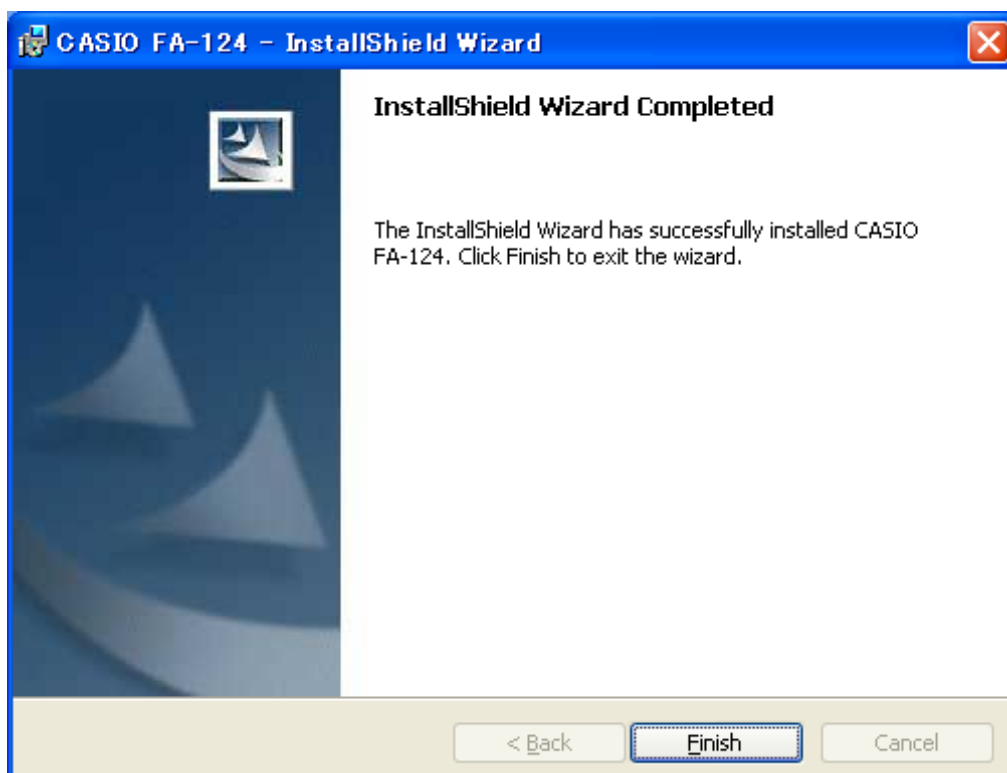 CASIO FA-124 - InstallShield Wizard
InstallShield Wizard Completed
The InstallShield Wizard has successfully installed CASIO
FA-124. Click Finish to exit the wizard.
< Back Finish Cancel